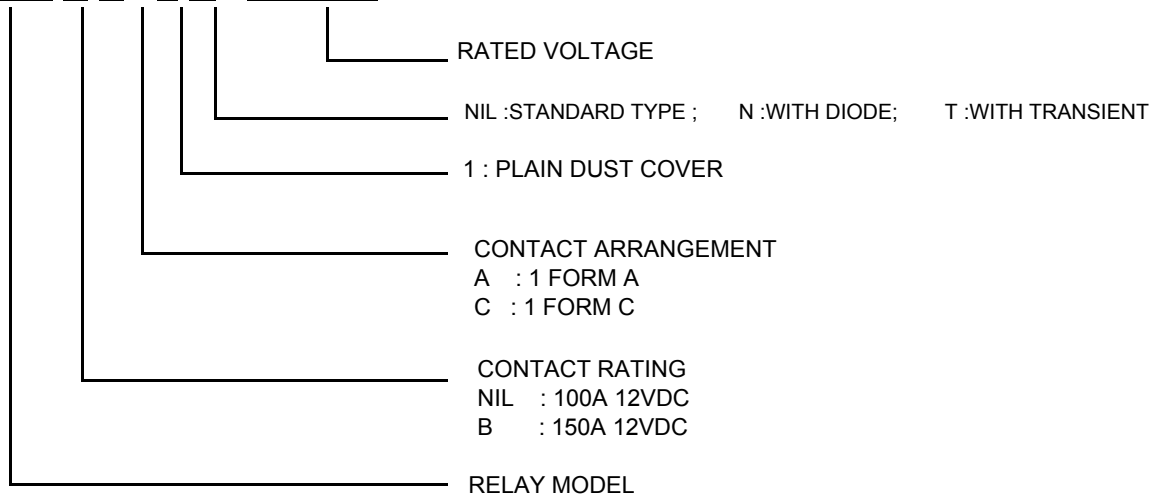 RATED VOLTAGE
NIL :STANDARD TYPE ; N :WITH DIODE; T :WITH TRANSIENT
1 : PLAIN DUST COVER
CONTACT ARRANGEMENT
A : 1 FORM A
C : 1 FORM C
CONTACT RATING
NIL : 100A 12VDC
B : 150A 12VDC
RELAY MODEL